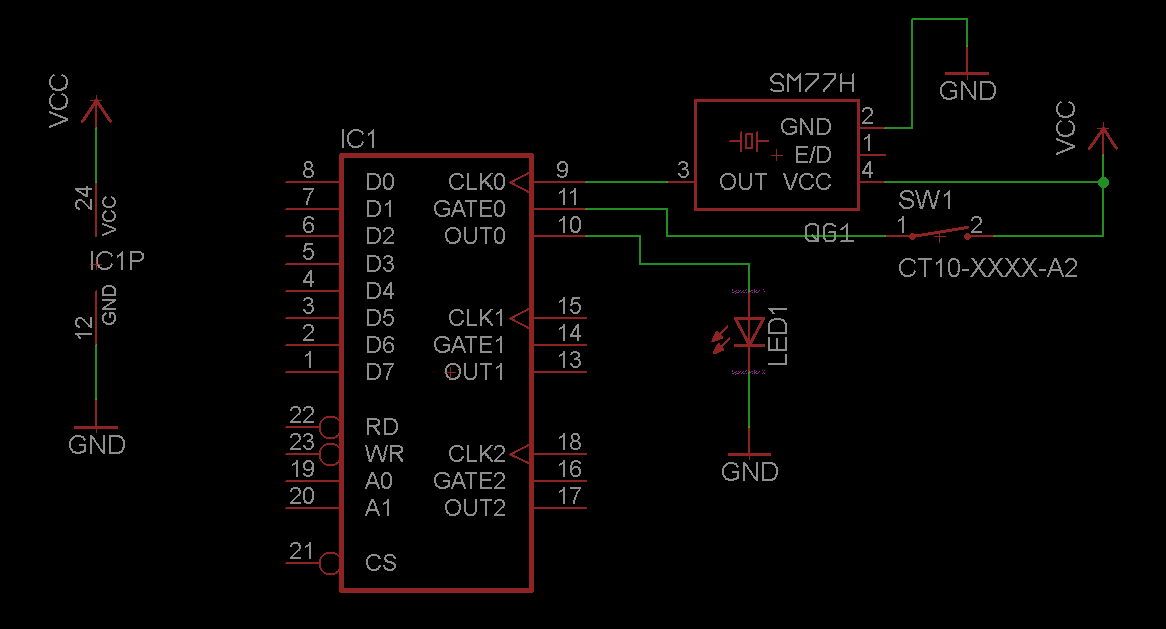 VCC
24
VCC
IC1P
GND
12
GND
IC1
8 D0 CLK0 9
7 D1 GATE0 11
6 D2 OUT0 10
5 D3
4 D4
3 D5 CLK1 15
2 D6 GATE1 14
1 D7 OUT1 13
22 RD
23 WR CLK2 18
19 A0 GATE2 16
20 A1 OUT2 17
21 CS
SM77H
GND 2
E/D 1
3 OUT VCC 4
QG1
GND
VCC
SW1
1 2
CT10-XXXX-A2
LED1
GND